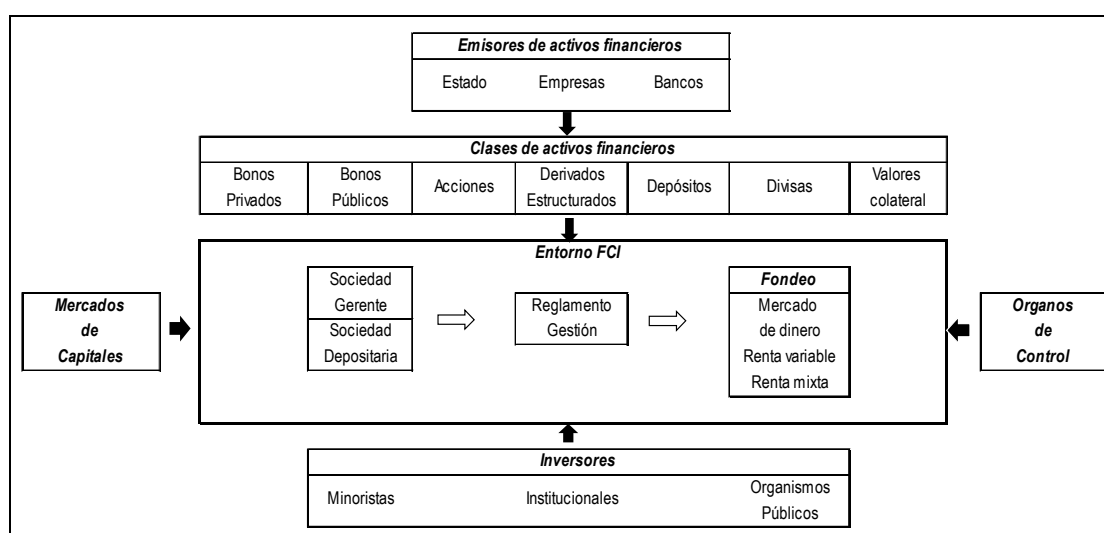 Emisores de activos financieros
Estado Empresas Bancos
Clases de activos financieros
Bonos Privados
Bonos Públicos
Acciones
Derivados Estructurados
Depósitos
Divisas
Valores colateral
Entorno FCI
Mercados
de
Capitales
Sociedad
Gerente
Sociedad
Depositaria
Reglamento
Gestión
Fondeo
Mercado
de dinero
Renta variable
Renta mixta
Organos
de
Control
Inversores
Minoristas
Institucionales
Organismos
Públicos